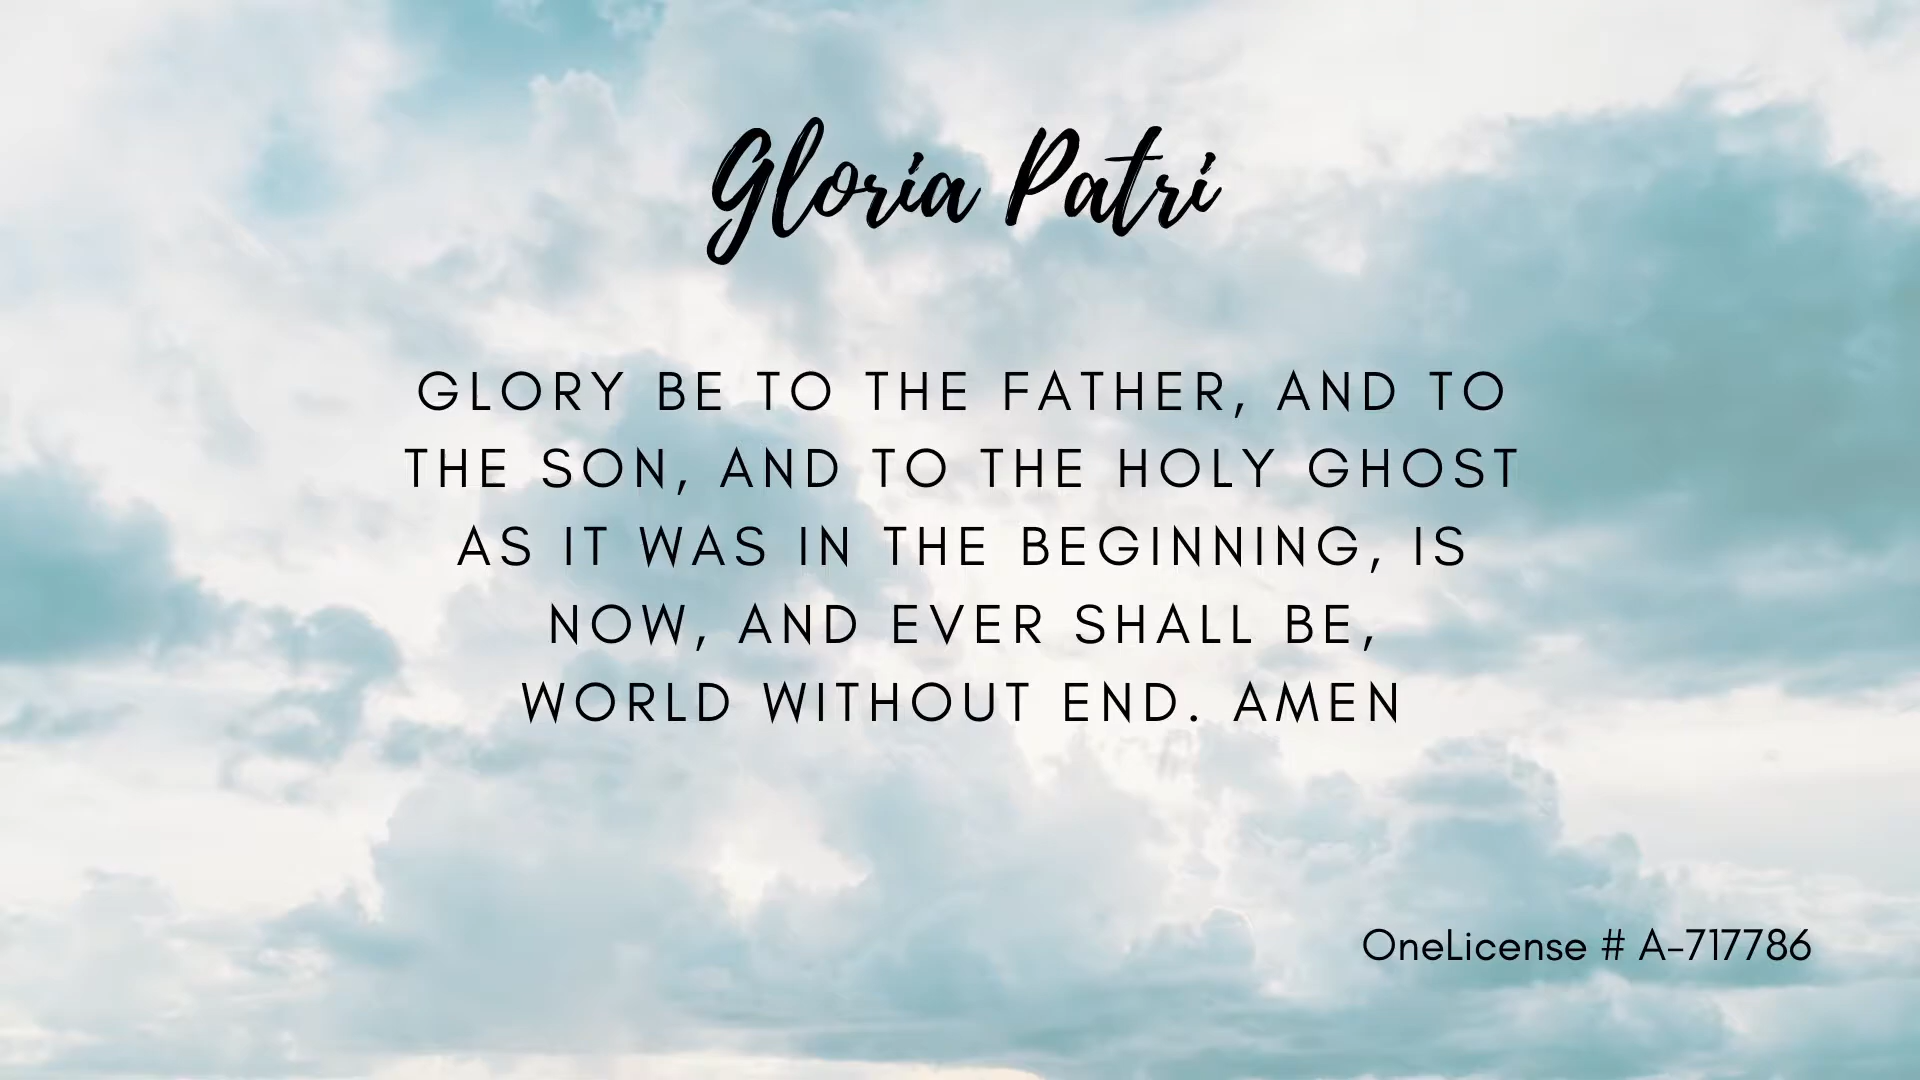 Gloria Patri
GLORY BE TO THE FATHER, AND TO
THE SON, AND TO THE HOLY GHOST
AS IT WAS IN THE BEGINNING, IS
NOW, AND EVER SHALL BE,
WORLD WITHOUT END. AMEN
OneLicense # A-717786